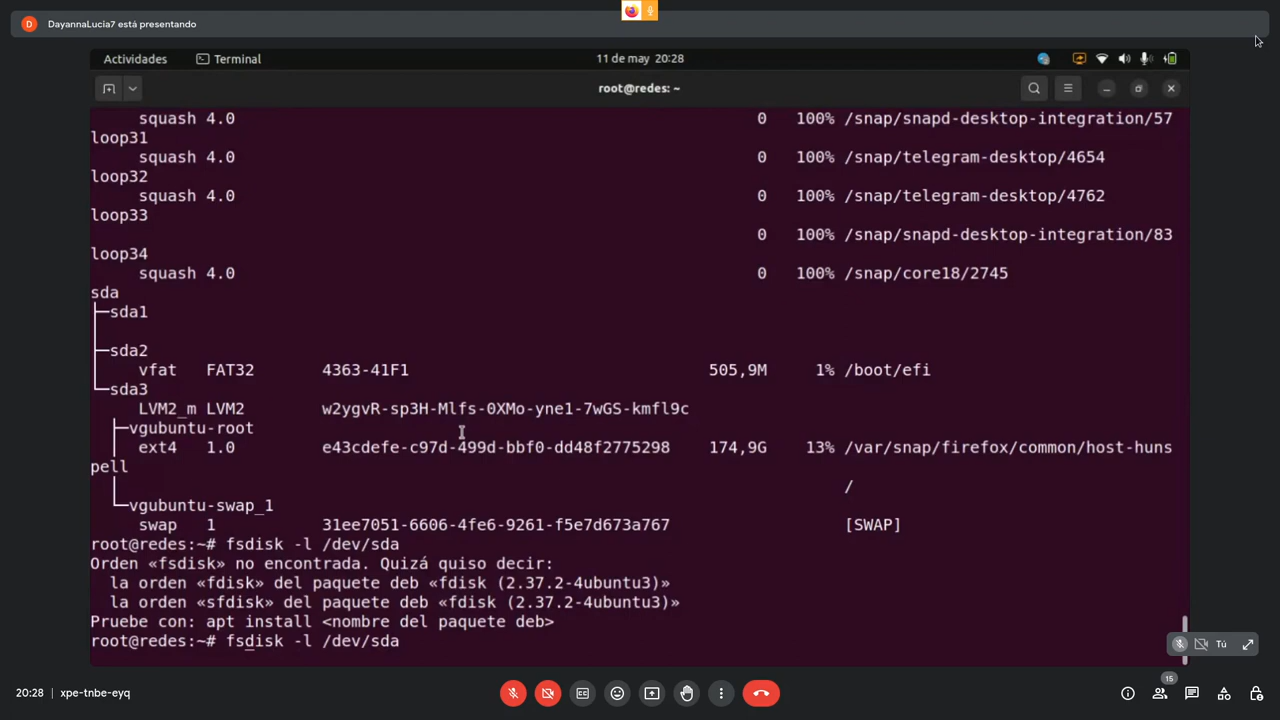 D DayannaLucia7 está presentando
Actividades Terminal 11 de may 20:28
root@redes: ~
squash 4.0 0 100% /snap/snapd-desktop-integration/57
loop31
squash 4.0 0 100% /snap/telegram-desktop/4654
loop32
squash 4.0 0 100% /snap/telegram-desktop/4762
loop33
0 100% /snap/snapd-desktop-integration/83
loop34
squash 4.0 0 100% /snap/core18/2745
sda
├─sda1
├─sda2
vfat FAT32 4363-41F1 505,9M 1% /boot/efi
└─sda3
LVM2_m LVM2 w2ygvR-sp3H-Mlfs-0XMo-yne1-7wGS-kmfl9c
├─vgubuntu-root
ext4 1.0 e43cdefe-c97d-499d-bbf0-dd48f2775298 174,9G 13% /var/snap/firefox/common/host-huns
pell
/
└─vgubuntu-swap_1
swap 1 31ee7051-6606-4fe6-9261-f5e7d673a767 [SWAP]
root@redes:~# fsdisk -l /dev/sda
Orden «fsdisk» no encontrada. Quizá quiso decir:
la orden «fdisk» del paquete deb «fdisk (2.37.2-4ubuntu3)»
la orden «sfdisk» del paquete deb «fdisk (2.37.2-4ubuntu3)»
Pruebe con: apt install <nombre del paquete deb>
root@redes:~# fsdisk -l /dev/sda
Tú
20:28 xpe-tnbe-eyq 15